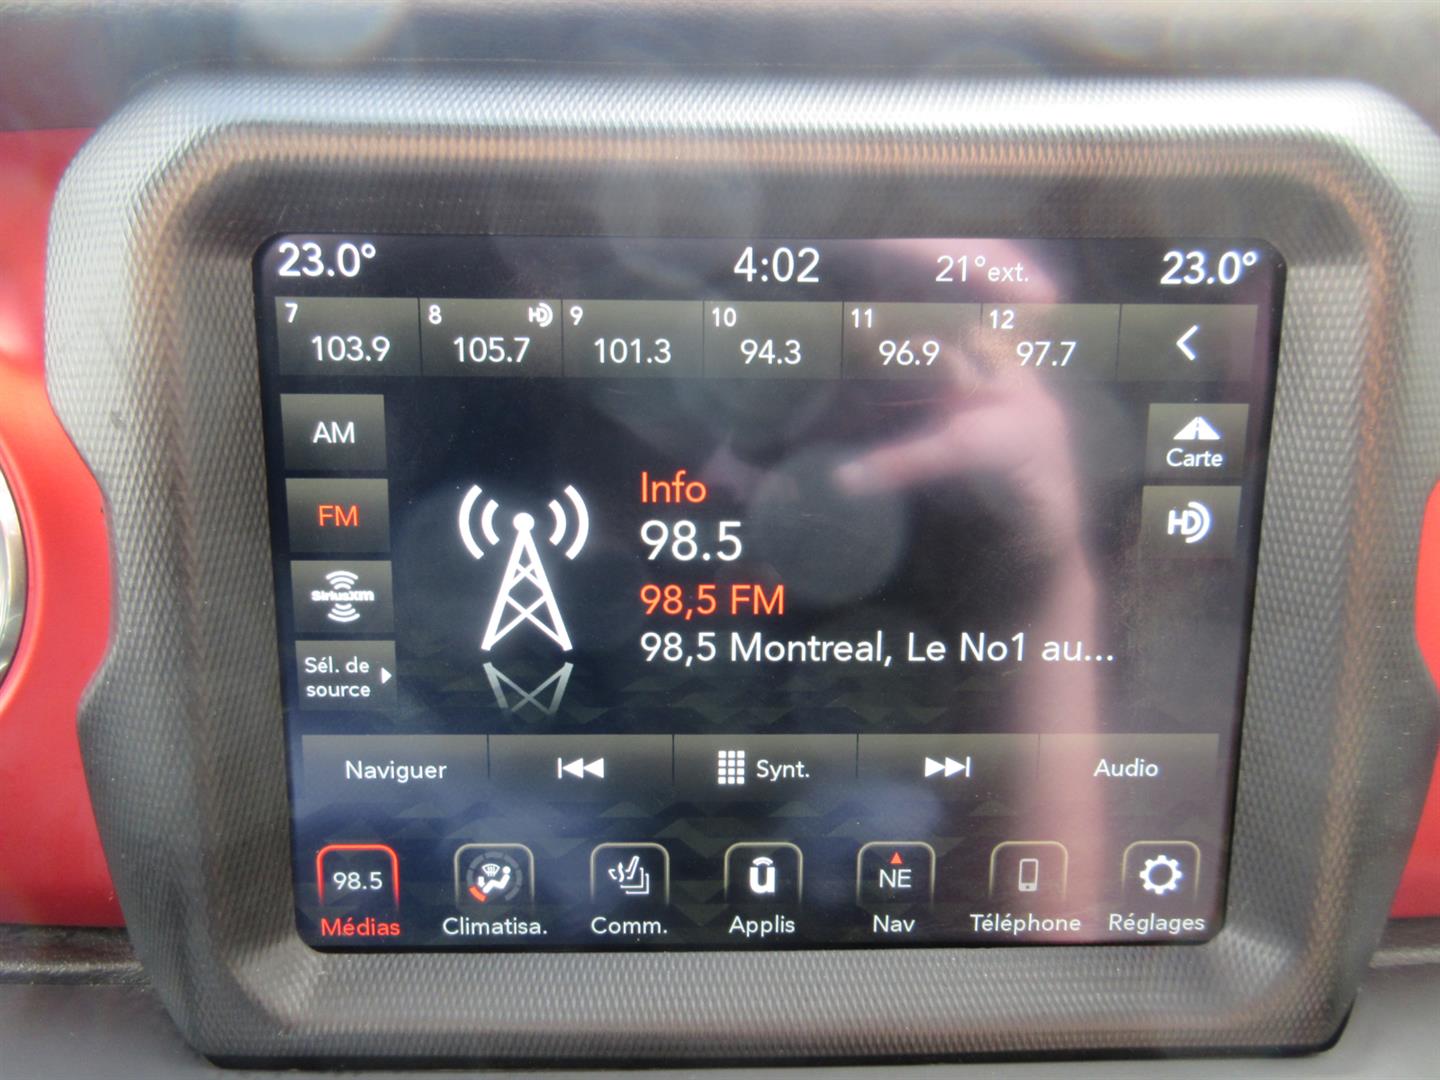 23.0° 4:02 21°ext. 23.0°
7 8 HD 9 10 11 12
103.9 105.7 101.3 94.3 96.9 97.7
AM
Carte
FM
HD
SiriusXM
Info
98.5
98,5 FM
98,5 Montreal, Le No1 au...
Sél. de
source
Naviguer Synt. Audio
98.5 u NE
Médias Climatisa. Comm. Applis Nav Téléphone Réglages